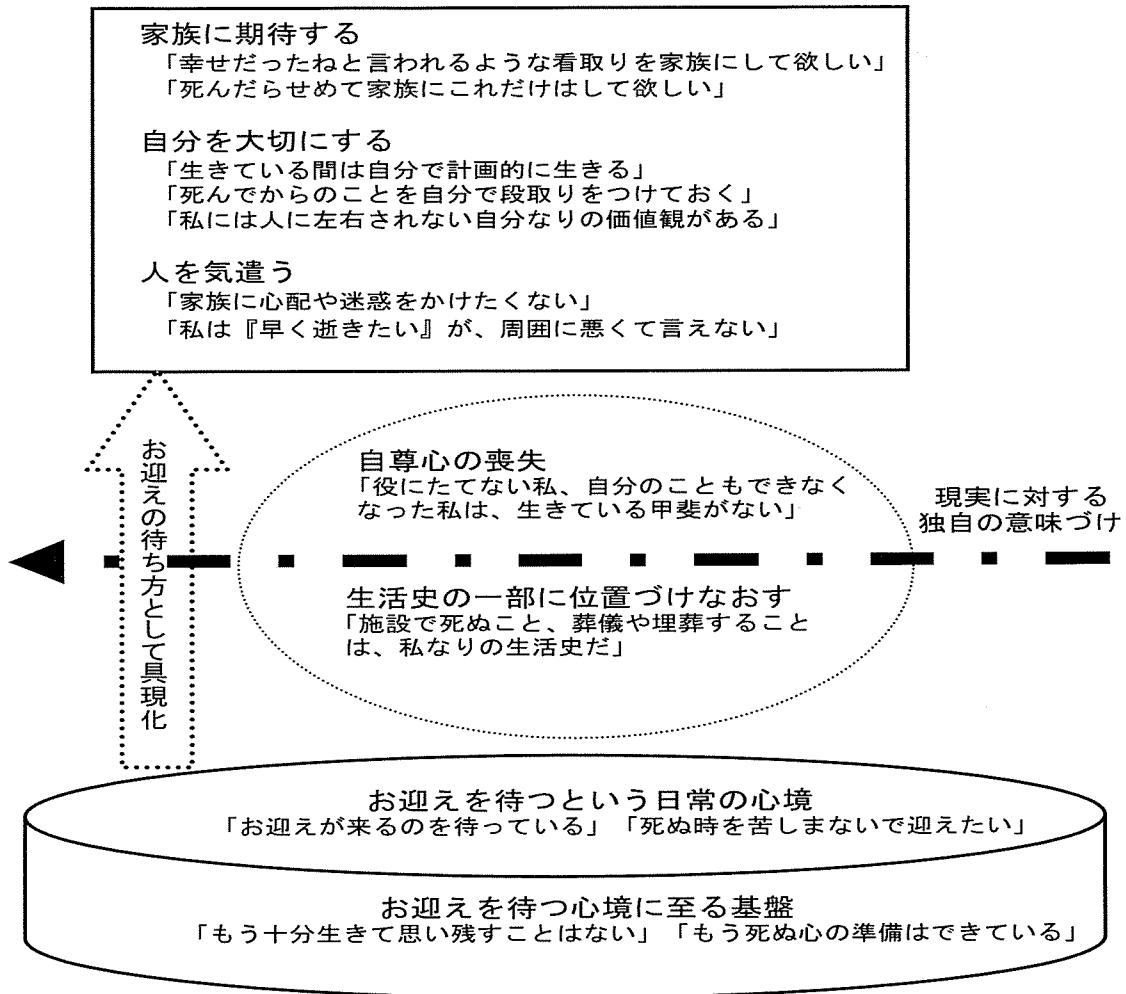 家族に期待する
「幸せだったねと言われるような看取りを家族にして欲しい」
「死んだらせめて家族にこれだけはして欲しい」
自分を大切にする
「生きている間は自分で計画的に生きる」
「死んでからのことを自分で段取りをつけておく」
「私には人に左右されない自分なりの価値観がある」
人を気遣う
「家族に心配や迷惑をかけたくない」
「私は『早く逝きたい』が、周囲に悪くて言えない」
お迎えの待ち方として具現化
自尊心の喪失
「役にたてない私、自分のこともできなく
なった私は、生きている甲斐がない」
現実に対する
独自の意味づけ
生活史の一部に位置づけなおす
「施設で死ぬこと、葬儀や埋葬すること
は、私なりの生活史だ」
お迎えを待つという日常の心境
「お迎えが来るのを待っている」「死ぬ時を苦しまないで迎えたい」
お迎えを待つ心境に至る基盤
「もう十分生きて思い残すことはない」「もう死ぬ心の準備はできている」